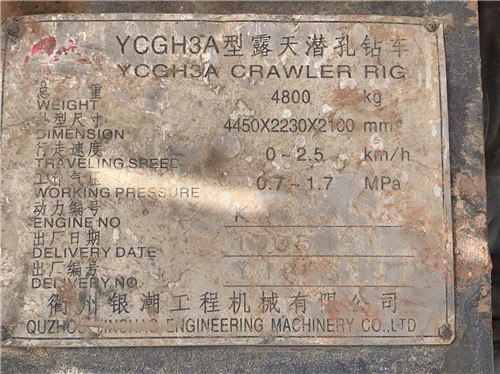 YCGH3A型露天潜孔钻车
YCGH3A CRAWLER RIG
总 重
WEIGHT 4800 kg
外型尺寸
DIMENSION 4450X2230X2100 mm
行走速度
TRAVELING SPEED 0-2.5 km/h
工作气压
WORKING PRESSURE 0.7-1.7 MPa
动力编号
ENGINE NO
出厂日期
DELIVERY DATE
出厂编号
DELIVERY NO
衢州银潮工程机械有限公司
QUZHOU YINCHAO ENGINEERING MACHINERY CO.,LTD